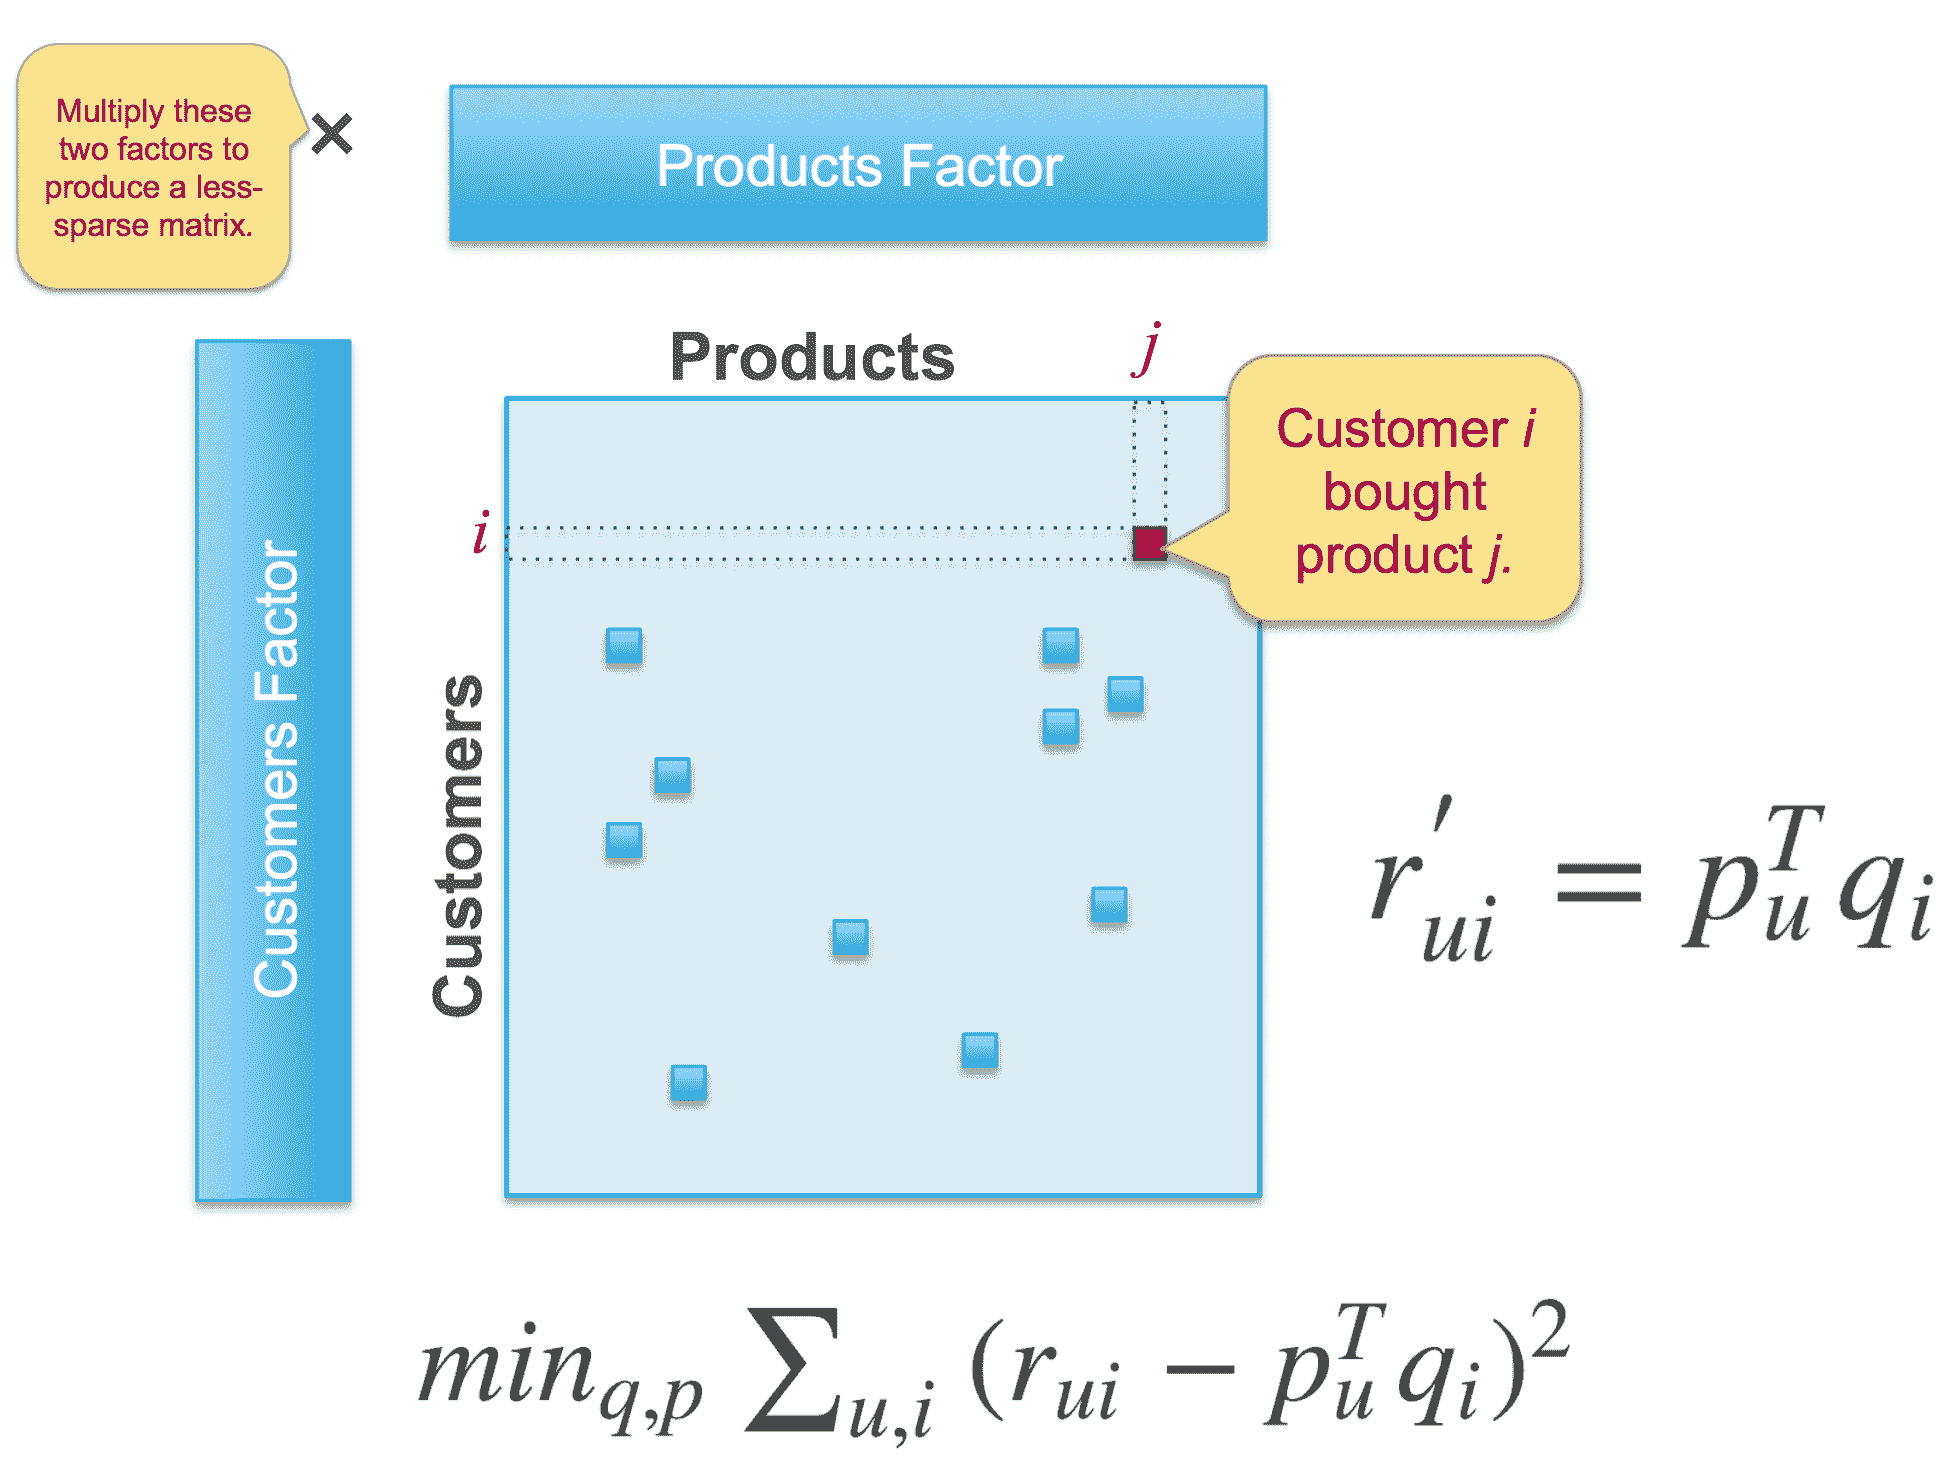 Multiply these
two factors to
produce a less-
sparse matrix.
×
Products Factor
Products
j
Customer i
bought
product j.
i
Customers Factor
Customers
r'_{ui} = p_u^T q_i
min_{q,p} ∑_{u,i} (r_{ui} − p_u^T q_i)^2